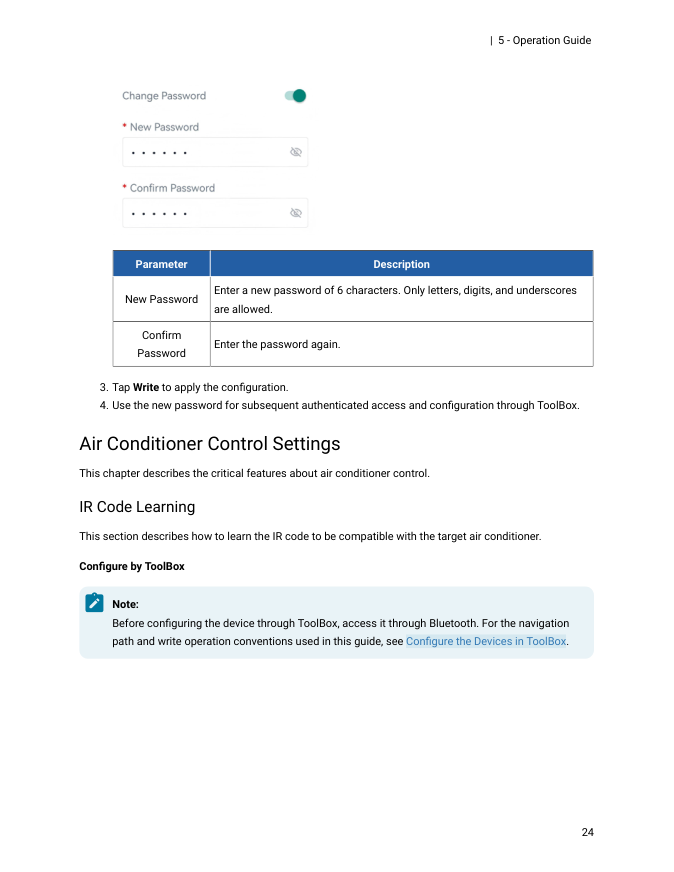 | 5 - Operation Guide
Change Password
* New Password
• • • • • •
* Confirm Password
• • • • • •
Parameter Description
New Password Enter a new password of 6 characters. Only letters, digits, and underscores
are allowed.
Confirm
Password Enter the password again.
3. Tap Write to apply the configuration.
4. Use the new password for subsequent authenticated access and configuration through ToolBox.
Air Conditioner Control Settings
This chapter describes the critical features about air conditioner control.
IR Code Learning
This section describes how to learn the IR code to be compatible with the target air conditioner.
Configure by ToolBox
Note:
Before configuring the device through ToolBox, access it through Bluetooth. For the navigation
path and write operation conventions used in this guide, see Configure the Devices in ToolBox.
24